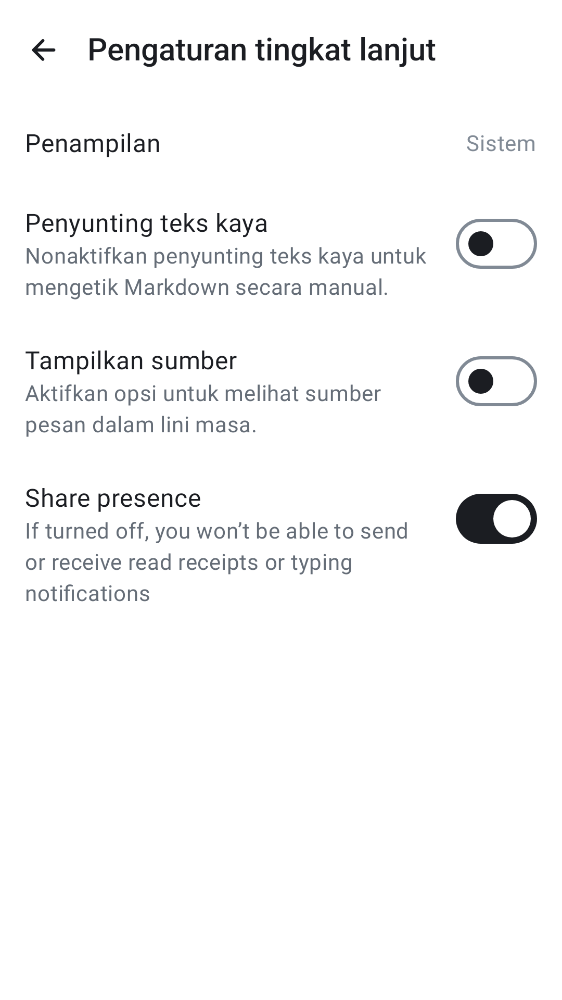 Pengaturan tingkat lanjut
Penampilan
Sistem
Penyunting teks kaya
Nonaktifkan penyunting teks kaya untuk
mengetik Markdown secara manual.
Tampilkan sumber
Aktifkan opsi untuk melihat sumber
pesan dalam lini masa.
Share presence
If turned off, you won’t be able to send
or receive read receipts or typing
notifications